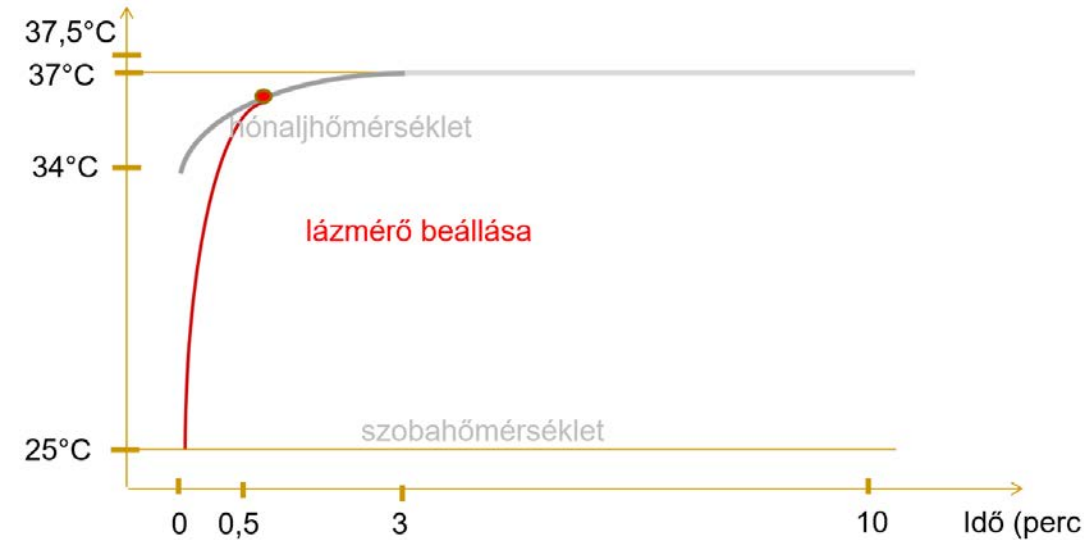 37,5°C
37°C
hónaljhőmérséklet
34°C
lázmérő beállása
szobahőmérséklet
25°C
0 0,5 3 10 Idő (perc